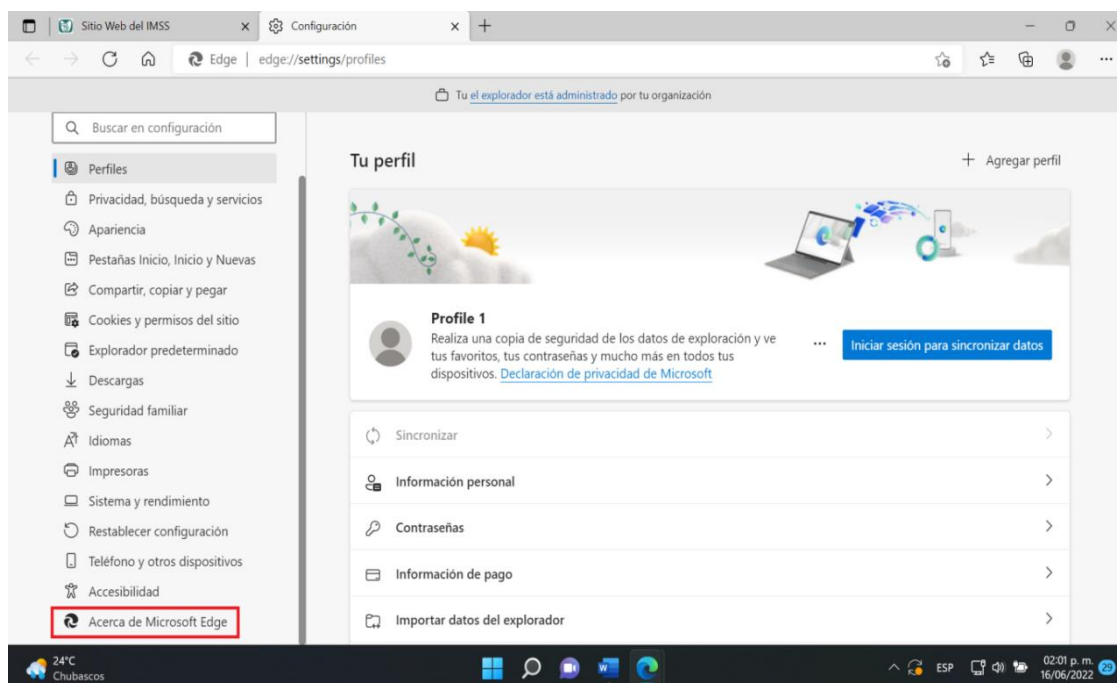 Sitio Web del IMSS
Configuración
Edge
edge://settings/profiles
Tu el explorador está administrado por tu organización
Buscar en configuración
Perfiles
Privacidad, búsqueda y servicios
Apariencia
Pestañas Inicio, Inicio y Nuevas
Compartir, copiar y pegar
Cookies y permisos del sitio
Explorador predeterminado
Descargas
Seguridad familiar
Idiomas
Impresoras
Sistema y rendimiento
Restablecer configuración
Teléfono y otros dispositivos
Accesibilidad
Acerca de Microsoft Edge
Tu perfil
Agregar perfil
Profile 1
Realiza una copia de seguridad de los datos de exploración y ve
tus favoritos, tus contraseñas y mucho más en todos tus
dispositivos. Declaración de privacidad de Microsoft
Iniciar sesión para sincronizar datos
Sincronizar
Información personal
Contraseñas
Información de pago
Importar datos del explorador
24°C
Chubascos
ESP
02:01 p. m.
16/06/2022
29